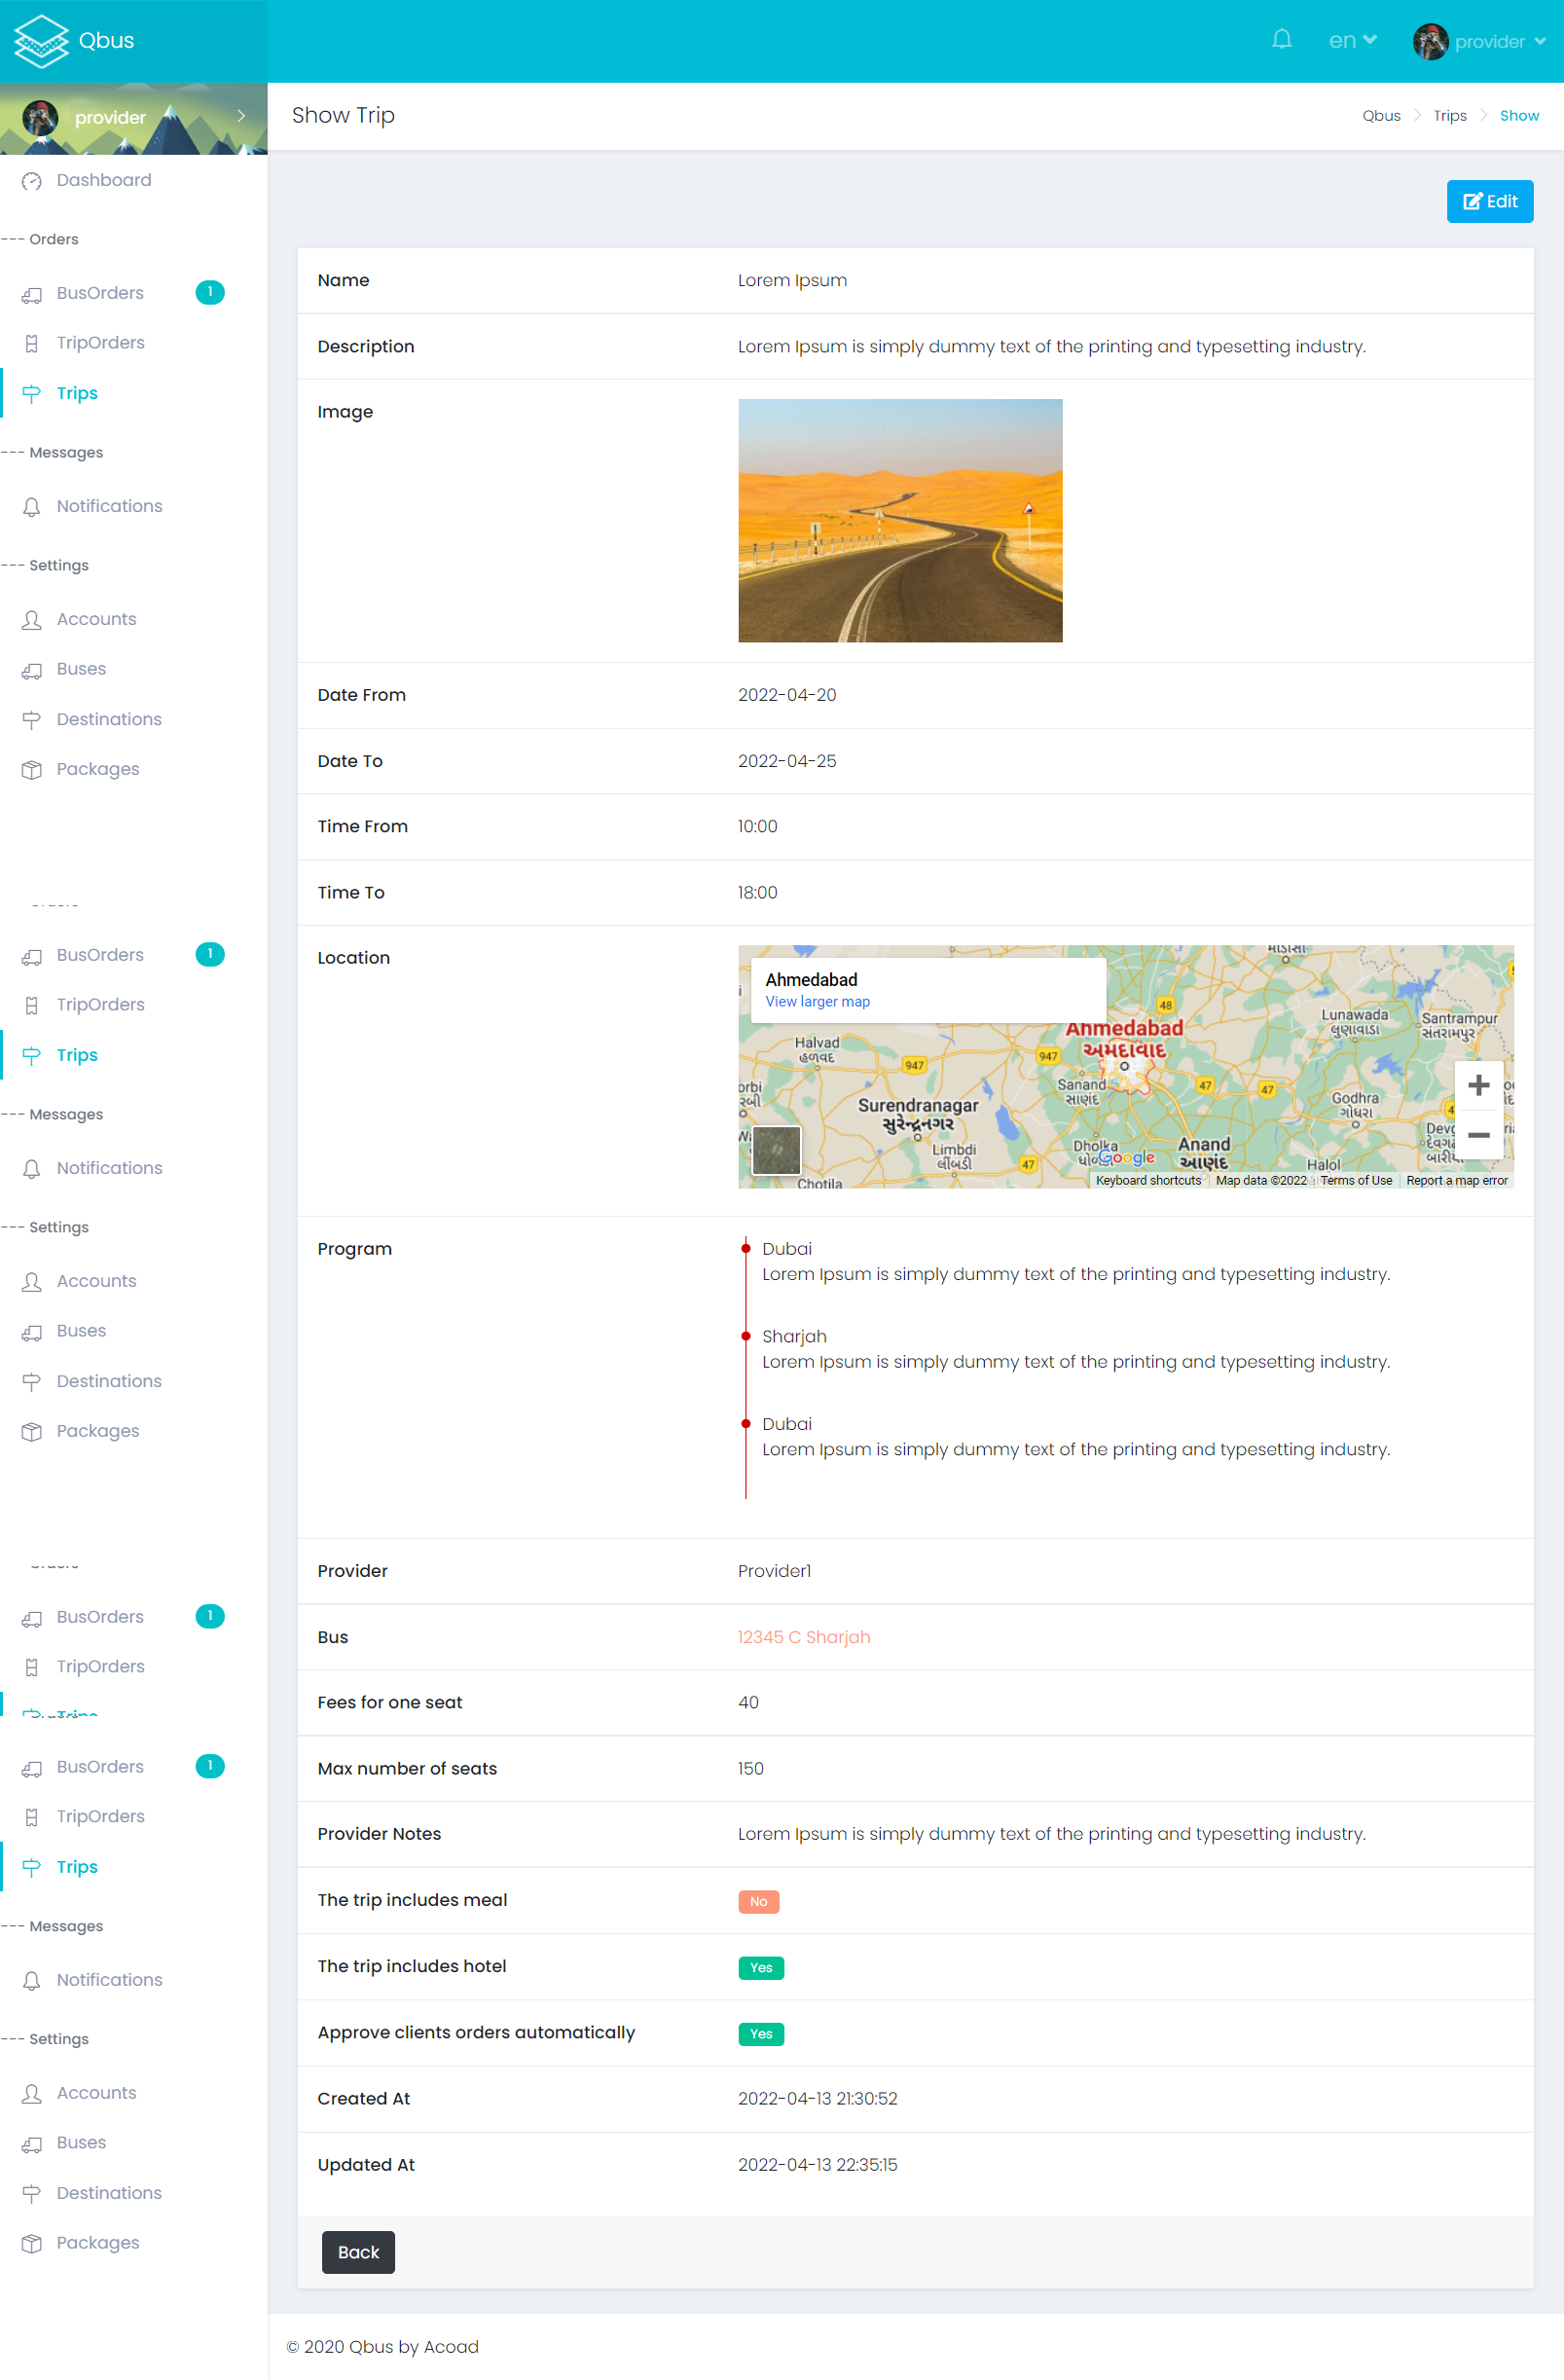 Qbus
en
provider
provider
Show Trip
Qbus
Trips
Show
Dashboard
Edit
--- Orders
BusOrders 1
TripOrders
Trips
--- Messages
Notifications
--- Settings
Accounts
Buses
Destinations
Packages
BusOrders 1
TripOrders
Trips
--- Messages
Notifications
--- Settings
Accounts
Buses
Destinations
Packages
BusOrders 1
TripOrders
Trips
BusOrders 1
TripOrders
Trips
--- Messages
Notifications
--- Settings
Accounts
Buses
Destinations
Packages
Name Lorem Ipsum
Description Lorem Ipsum is simply dummy text of the printing and typesetting industry.
Image
Date From 2022-04-20
Date To 2022-04-25
Time From 10:00
Time To 18:00
Location
Ahmedabad
View larger map
48
Ahmedabad
અમદાવાદ
Lunawada
લુણાવાડા
Santrampur
સંતરામપુર
Halvad
હળવદ
947
947
Sanand
સાણંદ
47
47
Godhra
ગોધરા
Surendranagar
સુરેન્દ્રનગર
Limbdi
લીંબડી
47
Dholka
Anand
આણંદ
Halol
Chotila
Google
Keyboard shortcuts
Map data ©2022
Terms of Use
Report a map error
Program
Dubai
Lorem Ipsum is simply dummy text of the printing and typesetting industry.
Sharjah
Lorem Ipsum is simply dummy text of the printing and typesetting industry.
Dubai
Lorem Ipsum is simply dummy text of the printing and typesetting industry.
Provider Provider1
Bus 12345 C Sharjah
Fees for one seat 40
Max number of seats 150
Provider Notes Lorem Ipsum is simply dummy text of the printing and typesetting industry.
The trip includes meal No
The trip includes hotel Yes
Approve clients orders automatically Yes
Created At 2022-04-13 21:30:52
Updated At 2022-04-13 22:35:15
Back
© 2020 Qbus by Acoad